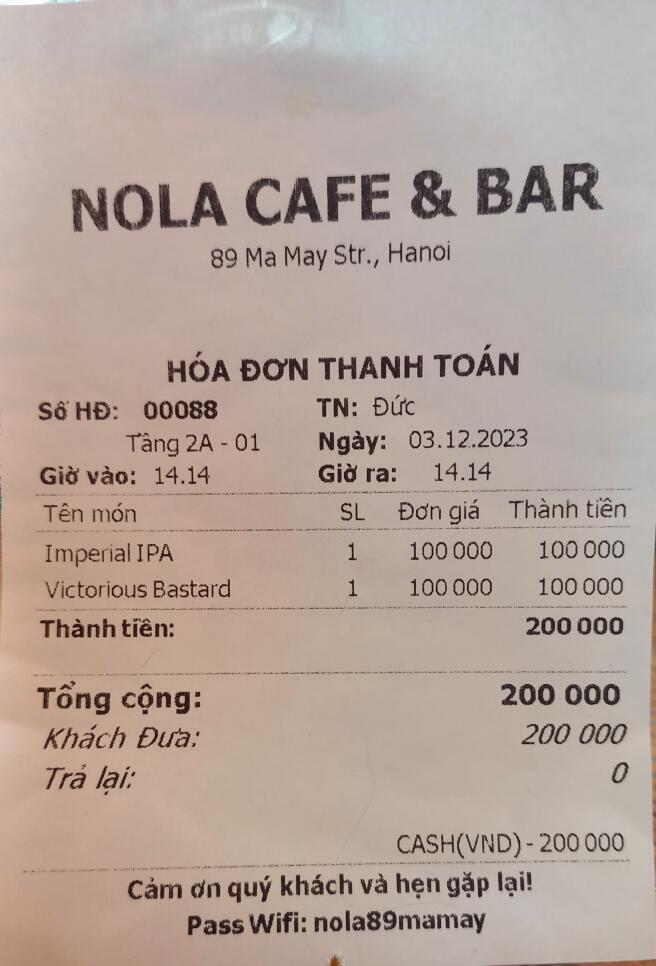 NOLA CAFE & BAR
89 Ma May Str., Hanoi
HÓA ĐƠN THANH TOÁN
Số HĐ: 00088 TN: Đức
Tầng 2A - 01 Ngày: 03.12.2023
Giờ vào: 14.14 Giờ ra: 14.14
Tên món SL Đơn giá Thành tiền
Imperial IPA 1 100 000 100 000
Victorious Bastard 1 100 000 100 000
Thành tiền: 200 000
Tổng cộng: 200 000
Khách Đưa: 200 000
Trả lại: 0
CASH(VND) - 200 000
Cảm ơn quý khách và hẹn gặp lại!
Pass Wifi: nola89mamay